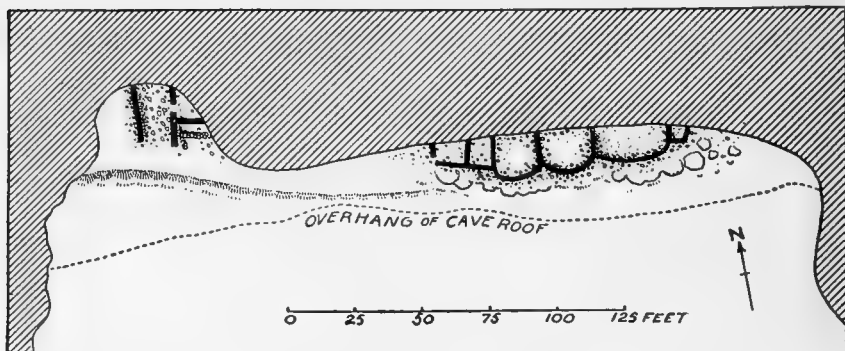 OVERHANG OF CAVE ROOF
N
0 25 50 75 100 125 FEET